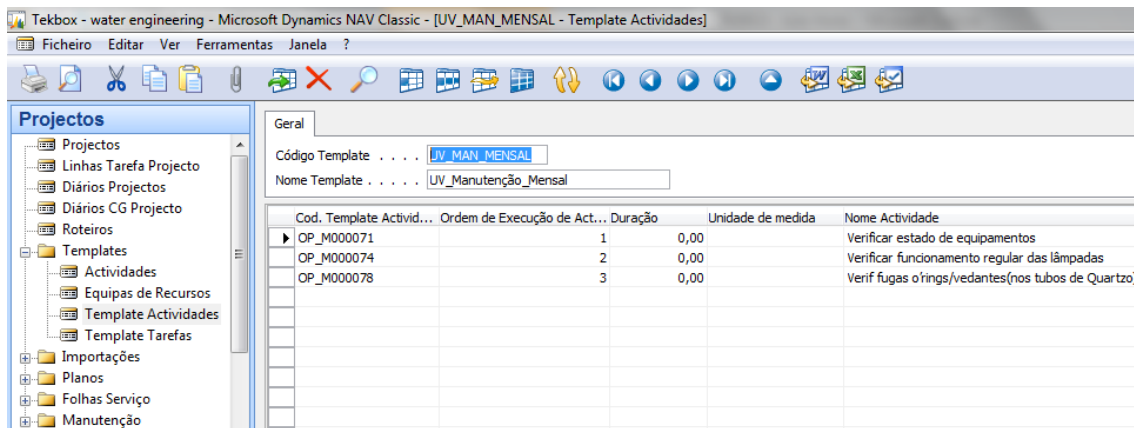 Tekbox - water engineering - Microsoft Dynamics NAV Classic - [UV_MAN_MENSAL - Template Actividades]
Ficheiro Editar Ver Ferramentas Janela ?
Projectos
Projectos
Linhas Tarefa Projecto
Diários Projectos
Diários CG Projecto
Roteiros
Templates
Actividades
Equipas de Recursos
Template Actividades
Template Tarefas
Importações
Planos
Folhas Serviço
Manutenção
Geral
Código Template . . . . UV_MAN_MENSAL
Nome Template . . . . . UV_Manutenção_Mensal
Cod. Template Activid... Ordem de Execução de Act... Duração Unidade de medida Nome Actividade
OP_M000071 1 0,00 Verificar estado de equipamentos
OP_M000074 2 0,00 Verificar funcionamento regular das lâmpadas
OP_M000078 3 0,00 Verif fugas o'rings/vedantes(nos tubos de Quartzo)